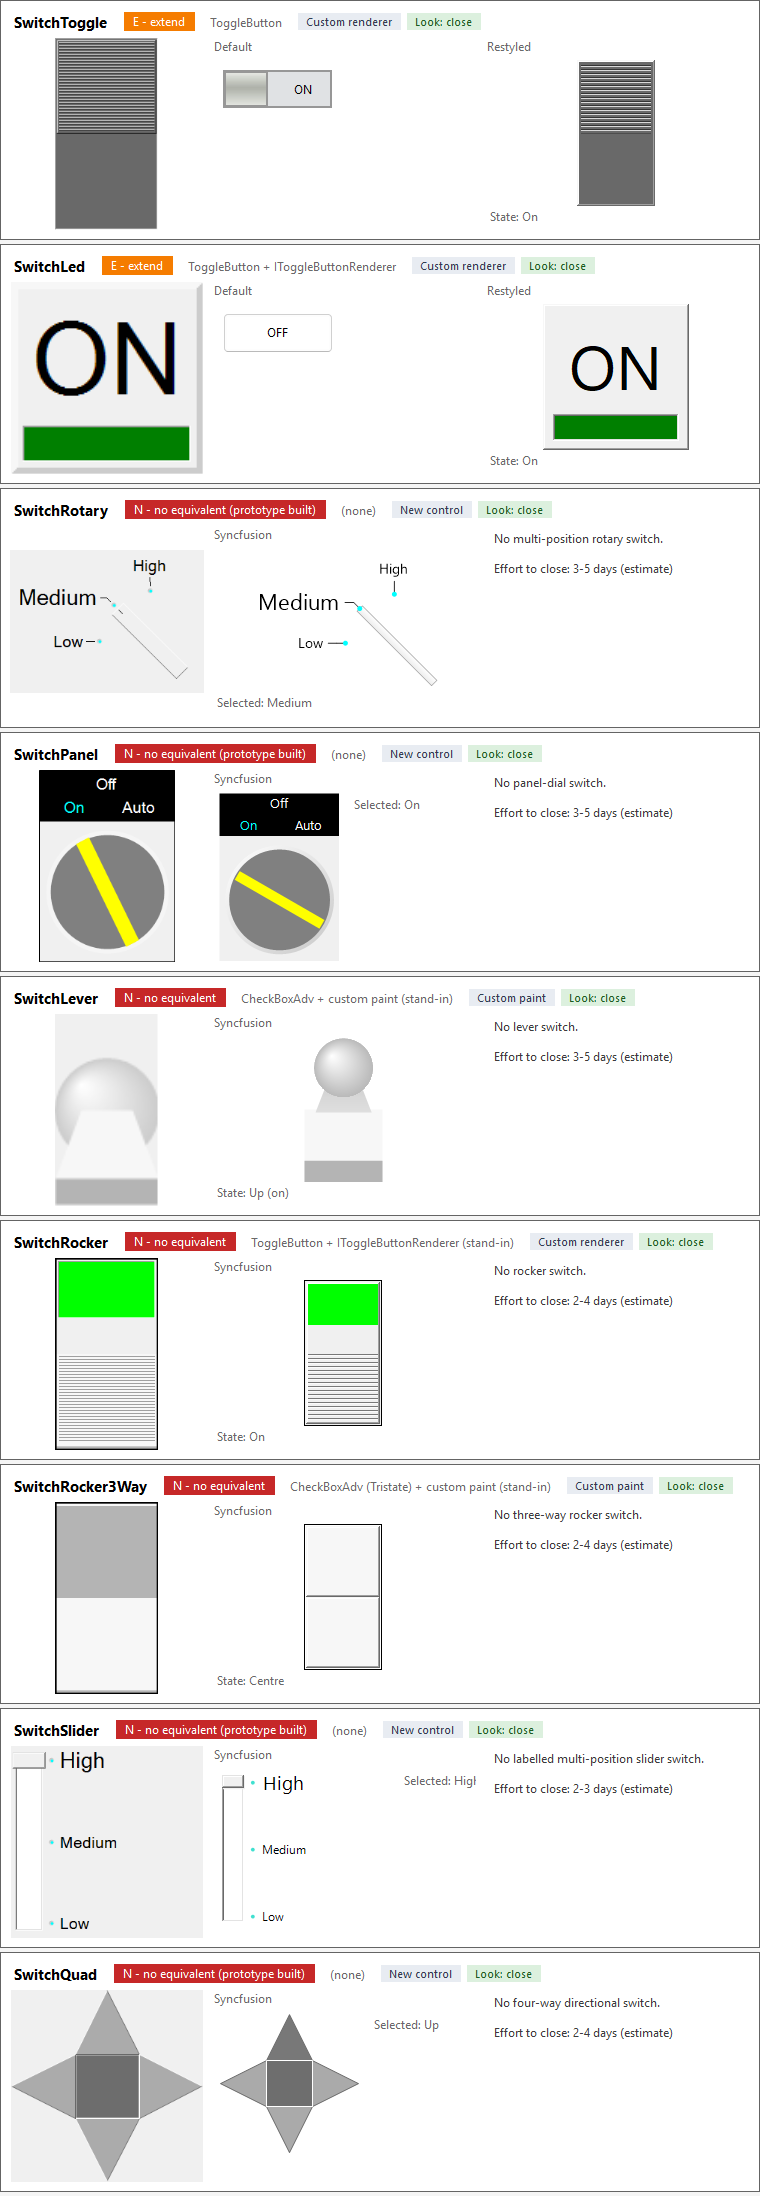 SwitchToggle E - extend ToggleButton Custom renderer Look: close
Default Restyled
ON
State: On
SwitchLed E - extend ToggleButton + IToggleButtonRenderer Custom renderer Look: close
Default Restyled
ON OFF ON
State: On
SwitchRotary N - no equivalent (prototype built) (none) New control Look: close
Syncfusion No multi-position rotary switch.
High High Effort to close: 3-5 days (estimate)
Medium Medium
Low Low
Selected: Medium
SwitchPanel N - no equivalent (prototype built) (none) New control Look: close
Syncfusion No panel-dial switch.
Off Off Selected: On
On Auto On Auto Effort to close: 3-5 days (estimate)
SwitchLever N - no equivalent CheckBoxAdv + custom paint (stand-in) Custom paint Look: close
Syncfusion No lever switch.
Effort to close: 3-5 days (estimate)
State: Up (on)
SwitchRocker N - no equivalent ToggleButton + IToggleButtonRenderer (stand-in) Custom renderer Look: close
Syncfusion No rocker switch.
Effort to close: 2-4 days (estimate)
State: On
SwitchRocker3Way N - no equivalent CheckBoxAdv (Tristate) + custom paint (stand-in) Custom paint Look: close
Syncfusion No three-way rocker switch.
Effort to close: 2-4 days (estimate)
State: Centre
SwitchSlider N - no equivalent (prototype built) (none) New control Look: close
Syncfusion No labelled multi-position slider switch.
High High Selected: High Effort to close: 2-3 days (estimate)
Medium Medium
Low Low
SwitchQuad N - no equivalent (prototype built) (none) New control Look: close
Syncfusion No four-way directional switch.
Selected: Up Effort to close: 2-4 days (estimate)